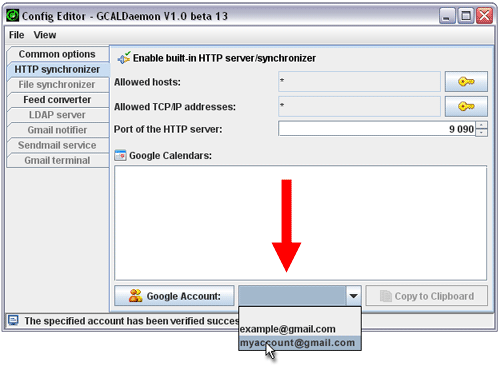 Config Editor - GCALDaemon V1.0 beta 13
File View
Common options
HTTP synchronizer
File synchronizer
Feed converter
LDAP server
Gmail notifier
Sendmail service
Gmail terminal
Enable built-in HTTP server/synchronizer
Allowed hosts: *
Allowed TCP/IP addresses: *
Port of the HTTP server: 9 090
Google Calendars:
Google Account:
Copy to Clipboard
example@gmail.com
myaccount@gmail.com
The specified account has been verified succes